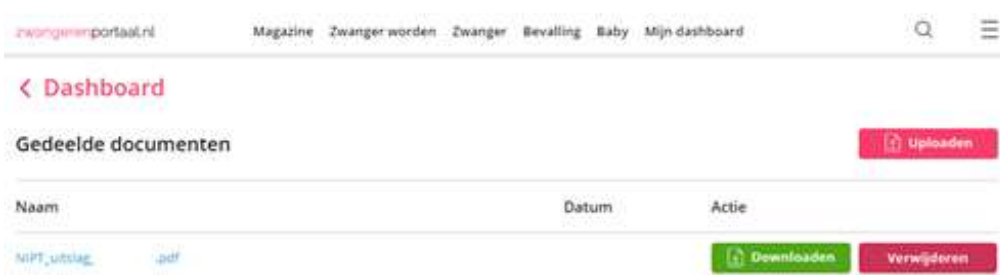 zwangerenportaal.nl Magazine Zwanger worden Zwanger Bevalling Baby Mijn dashboard
Dashboard
Gedeelde documenten Uploaden
Naam Datum Actie
NIPT_uitslag_ .pdf Downloaden Verwijderen